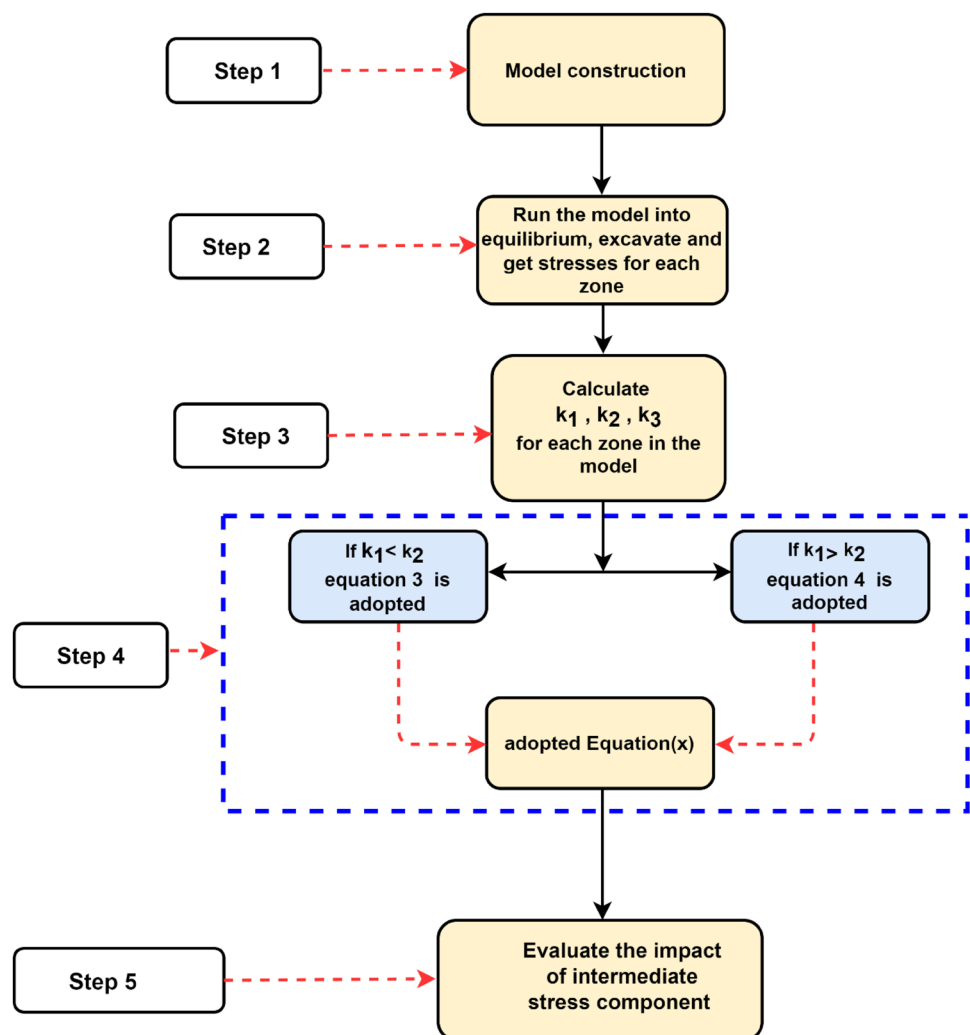 Step 1
Model construction
Step 2
Run the model into
equilibrium, excavate and
get stresses for each
zone
Step 3
Calculate
k1 , k2 , k3
for each zone in the
model
If k1< k2
equation 3 is
adopted
If k1> k2
equation 4 is
adopted
Step 4
adopted Equation(x)
Step 5
Evaluate the impact
of intermediate
stress component